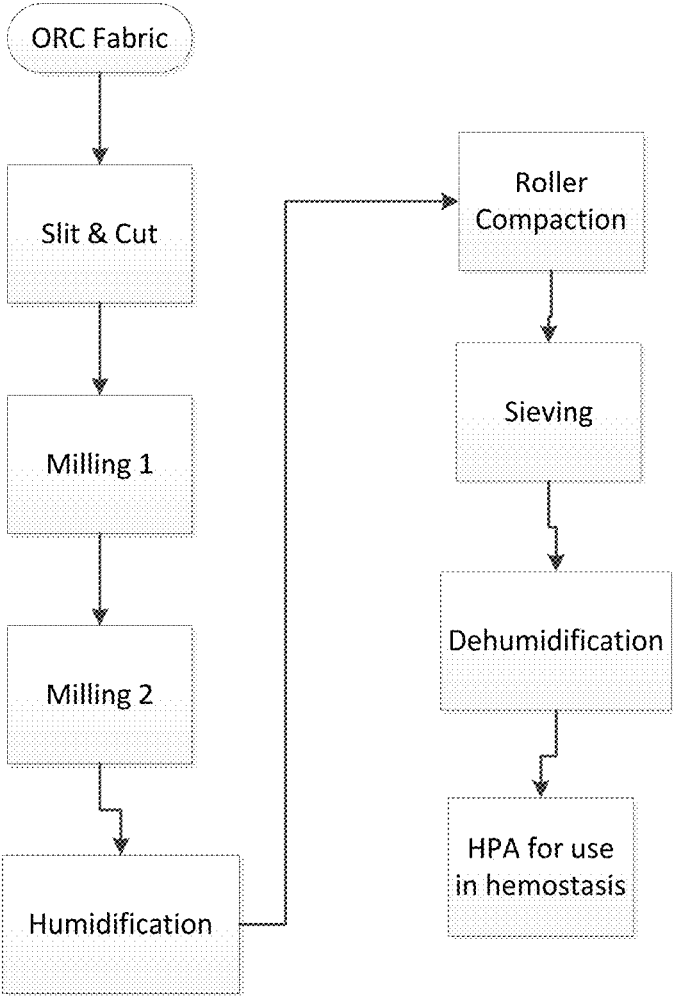 ORC Fabric
Slit & Cut
Milling 1
Milling 2
Humidification
Roller
Compaction
Sieving
Dehumidification
HPA for use
in hemostasis